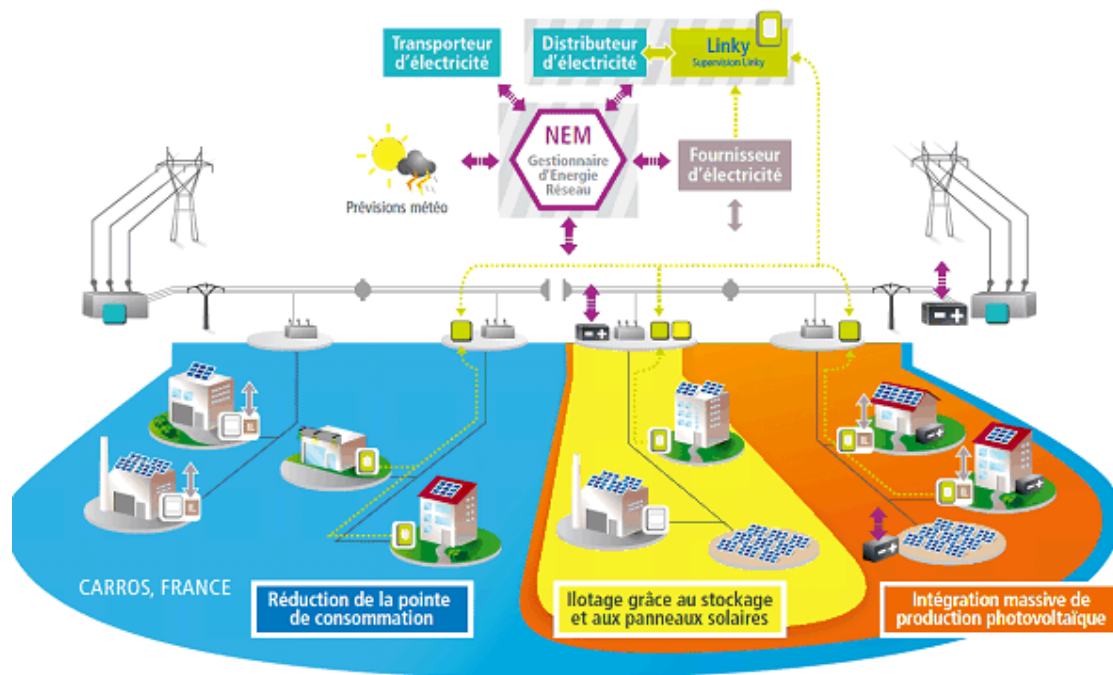 Transporteur
d'électricité
Distributeur
d'électricité
Linky
Supervision Linky
NEM
Gestionnaire
d'Energie
Réseau
Fournisseur
d'électricité
Prévisions météo
CARROS, FRANCE
Réduction de la pointe
de consommation
Ilotage grâce au stockage
et aux panneaux solaires
Intégration massive de
production photovoltaïque